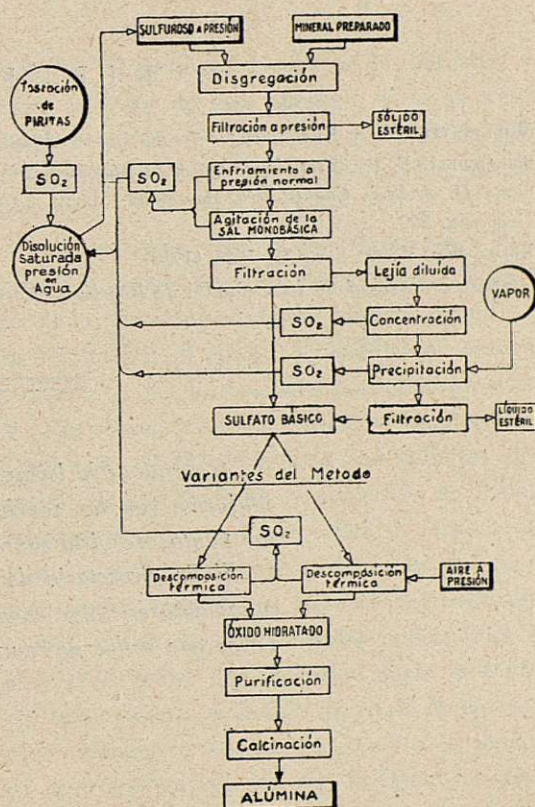 SULFUROSO A PRESIÓN
MINERAL PREPARADO
Disgregación
Tostación
de
PIRITAS
Filtración a presión
SÓLIDO
ESTÉRIL
SO₂
SO₂
Enfriamiento a
presión normal
Agitación de la
SAL MONOBÁSICA
Disolución
Saturada
presión
en
Agua
Filtración
Lejía diluída
VAPOR
SO₂
Concentración
SO₂
Precipitación
SULFATO BÁSICO
Filtración
LÍQUIDO
ESTÉRIL
Variantes del Metodo
SO₂
Descomposición
térmica
Descomposición
térmica
AIRE A
PRESIÓN
ÓXIDO HIDRATADO
Purificación
Calcinación
ALÚMINA